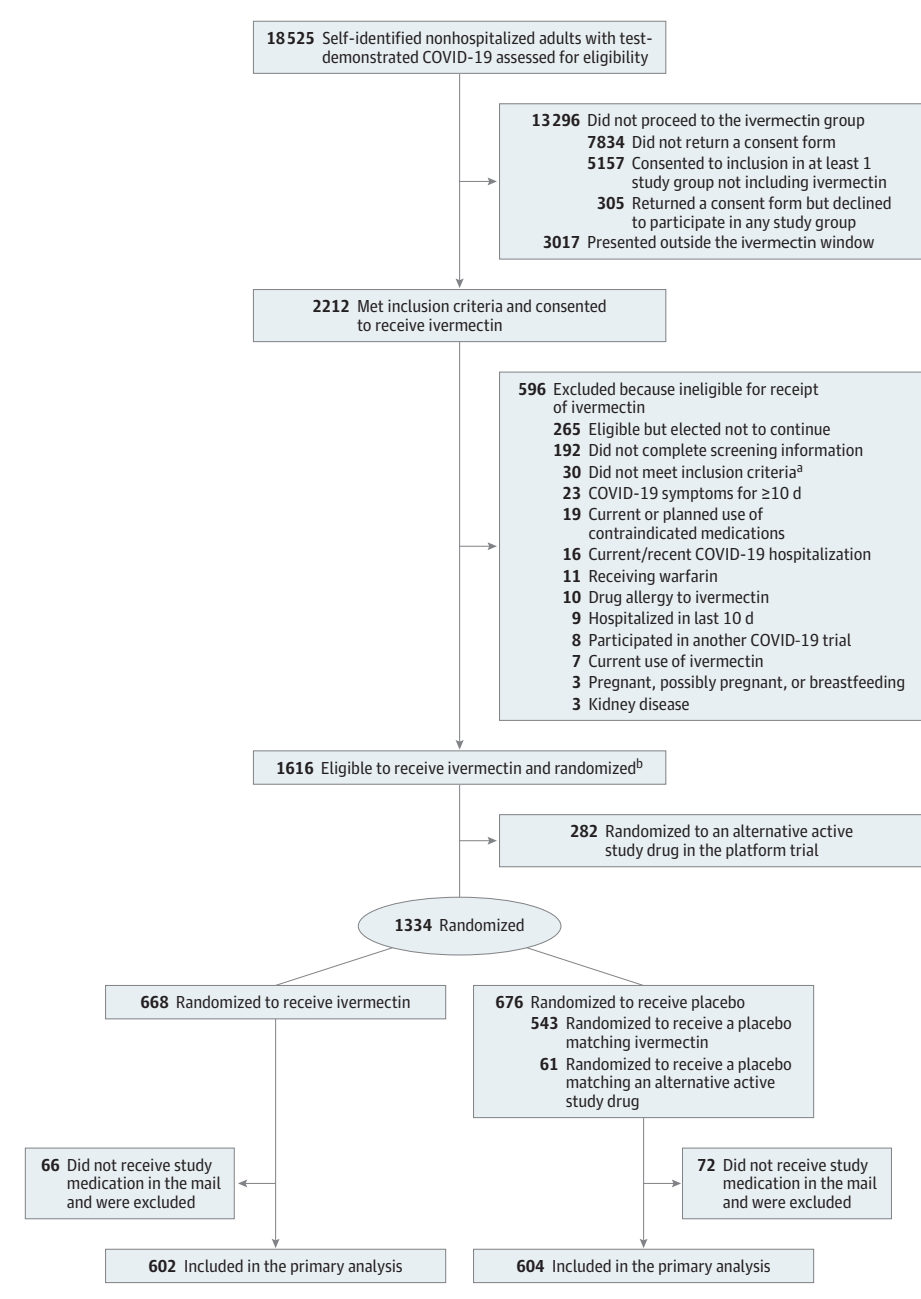 18 525 Self-identified nonhospitalized adults with test-
demonstrated COVID-19 assessed for eligibility
13 296 Did not proceed to the ivermectin group
7834 Did not return a consent form
5157 Consented to inclusion in at least 1
study group not including ivermectin
305 Returned a consent form but declined
to participate in any study group
3017 Presented outside the ivermectin window
2212 Met inclusion criteria and consented
to receive ivermectin
596 Excluded because ineligible for receipt
of ivermectin
265 Eligible but elected not to continue
192 Did not complete screening information
30 Did not meet inclusion criteriaᵃ
23 COVID-19 symptoms for ≥10 d
19 Current or planned use of
contraindicated medications
16 Current/recent COVID-19 hospitalization
11 Receiving warfarin
10 Drug allergy to ivermectin
9 Hospitalized in last 10 d
8 Participated in another COVID-19 trial
7 Current use of ivermectin
3 Pregnant, possibly pregnant, or breastfeeding
3 Kidney disease
1616 Eligible to receive ivermectin and randomizedᵇ
282 Randomized to an alternative active
study drug in the platform trial
1334 Randomized
668 Randomized to receive ivermectin
676 Randomized to receive placebo
543 Randomized to receive a placebo
matching ivermectin
61 Randomized to receive a placebo
matching an alternative active
study drug
66 Did not receive study
medication in the mail
and were excluded
72 Did not receive study
medication in the mail
and were excluded
602 Included in the primary analysis
604 Included in the primary analysis